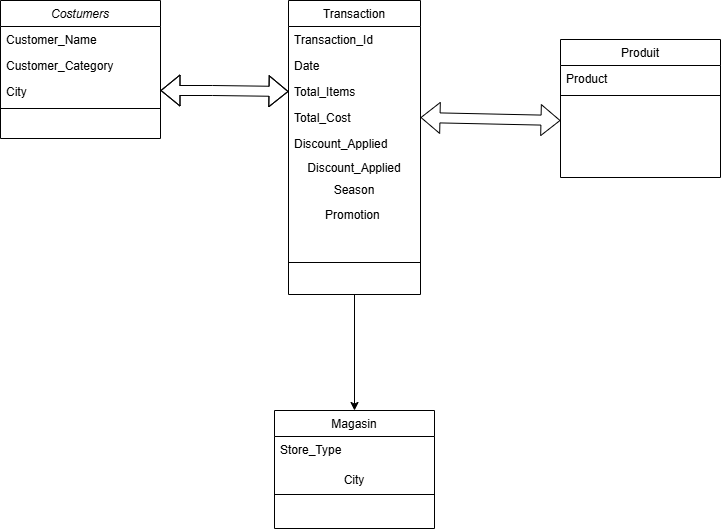 Costumers
Customer_Name
Customer_Category
City
Transaction
Transaction_Id
Date
Total_Items
Total_Cost
Discount_Applied
Discount_Applied
Season
Promotion
Produit
Product
Magasin
Store_Type
City